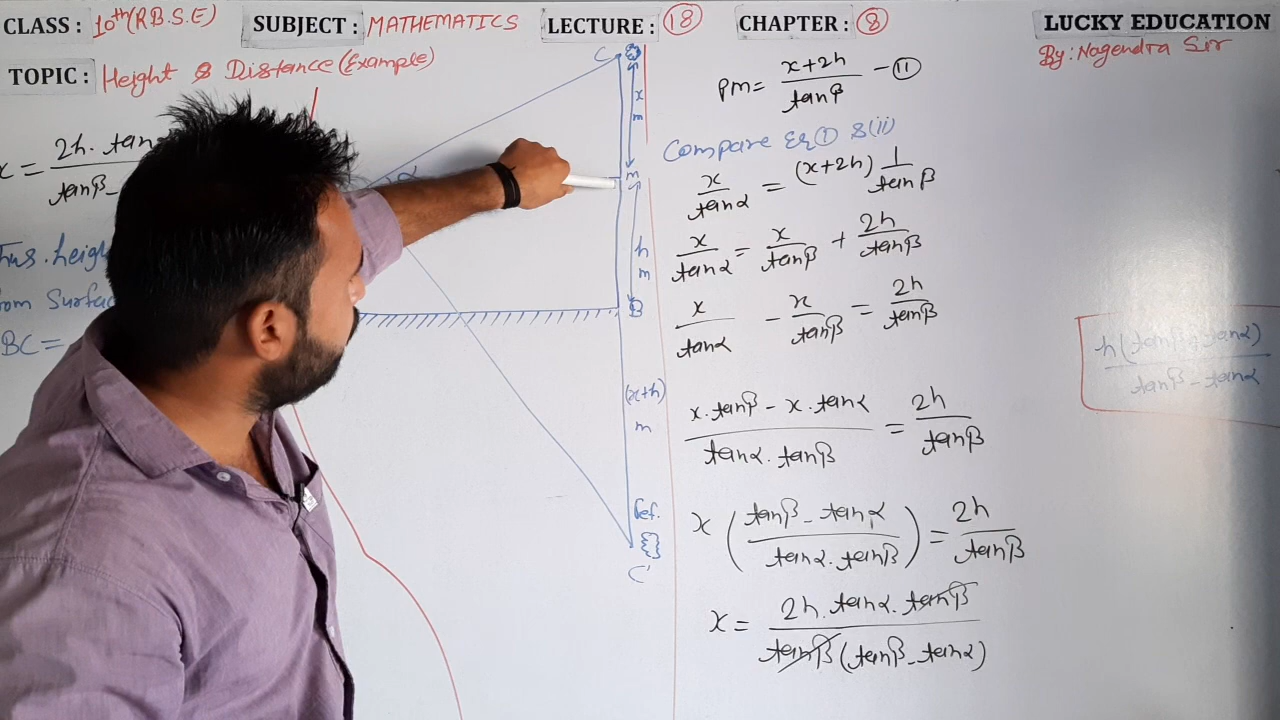 CLASS : 10th (R.B.S.E)
SUBJECT : MATHEMATICS
LECTURE : 18
CHAPTER : 8
LUCKY EDUCATION
By: Nagendra Sir
TOPIC : Height & Distance (Example)
x = 2h. tan
tanβ -
height
from Surfac
BC =
C
x
m
α
M
h
m
B
(x+h)
m
Ref.
C'
PM = x+2h / tanβ - (ii)
Compare Eq (i) & (ii)
x / tanα = (x+2h) 1 / tanβ
x / tanα = x / tanβ + 2h / tanβ
x / tanα - x / tanβ = 2h / tanβ
x. tanβ - x. tanα / tanα. tanβ = 2h / tanβ
x ( tanβ - tanα / tanα. tanβ ) = 2h / tanβ
x = 2h. tanα. tanβ / tanβ (tanβ - tanα)
h (tanβ + tanα)
tanβ - tanα